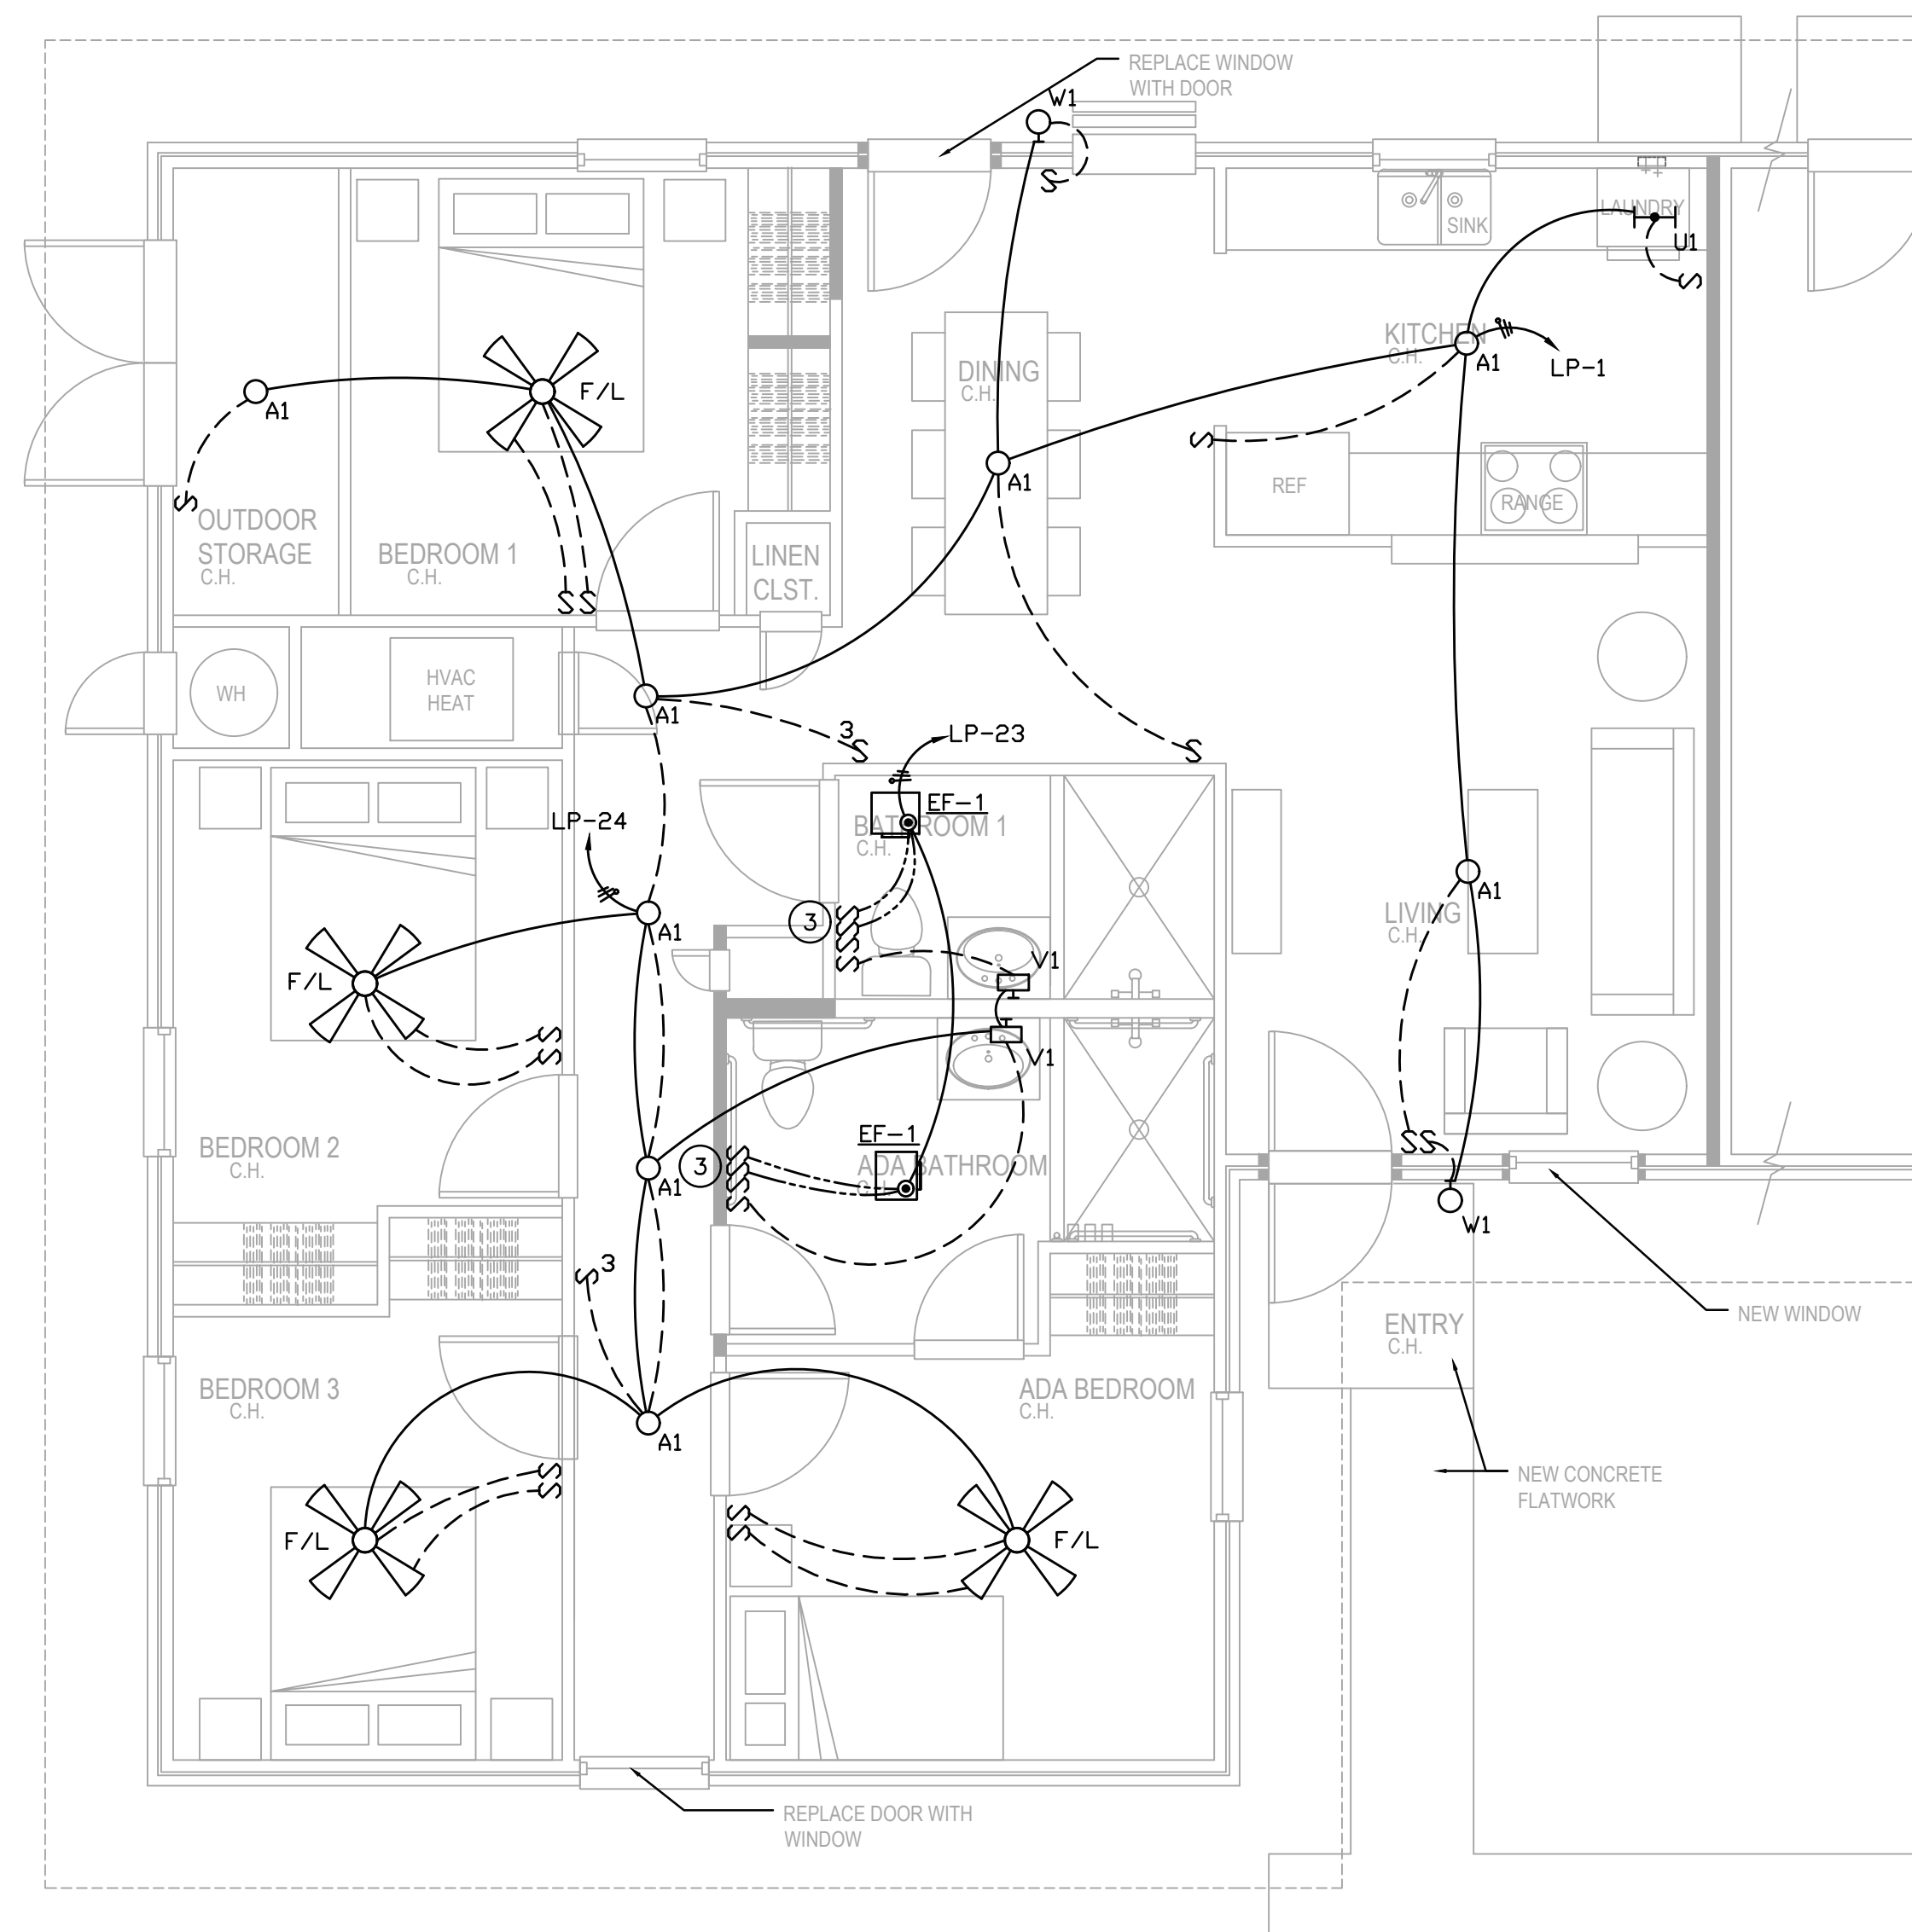 REPLACE WINDOW
WITH DOOR
W1
SINK
LAUNDRY
U1
KITCHEN
C.H.
A1
LP-1
DINING
C.H.
A1
F/L
A1
REF
RANGE
OUTDOOR
STORAGE
C.H.
BEDROOM 1
C.H.
LINEN
CLST.
WH
HVAC
HEAT
A1
3
LP-23
EF-1
BATHROOM 1
C.H.
LP-24
A1
3
F/L
V1
V1
A1
LIVING
C.H.
BEDROOM 2
C.H.
EF-1
3
ADA BATHROOM
C.H.
A1
W1
3
NEW WINDOW
ENTRY
C.H.
BEDROOM 3
C.H.
ADA BEDROOM
C.H.
A1
NEW CONCRETE
FLATWORK
F/L
F/L
REPLACE DOOR WITH
WINDOW